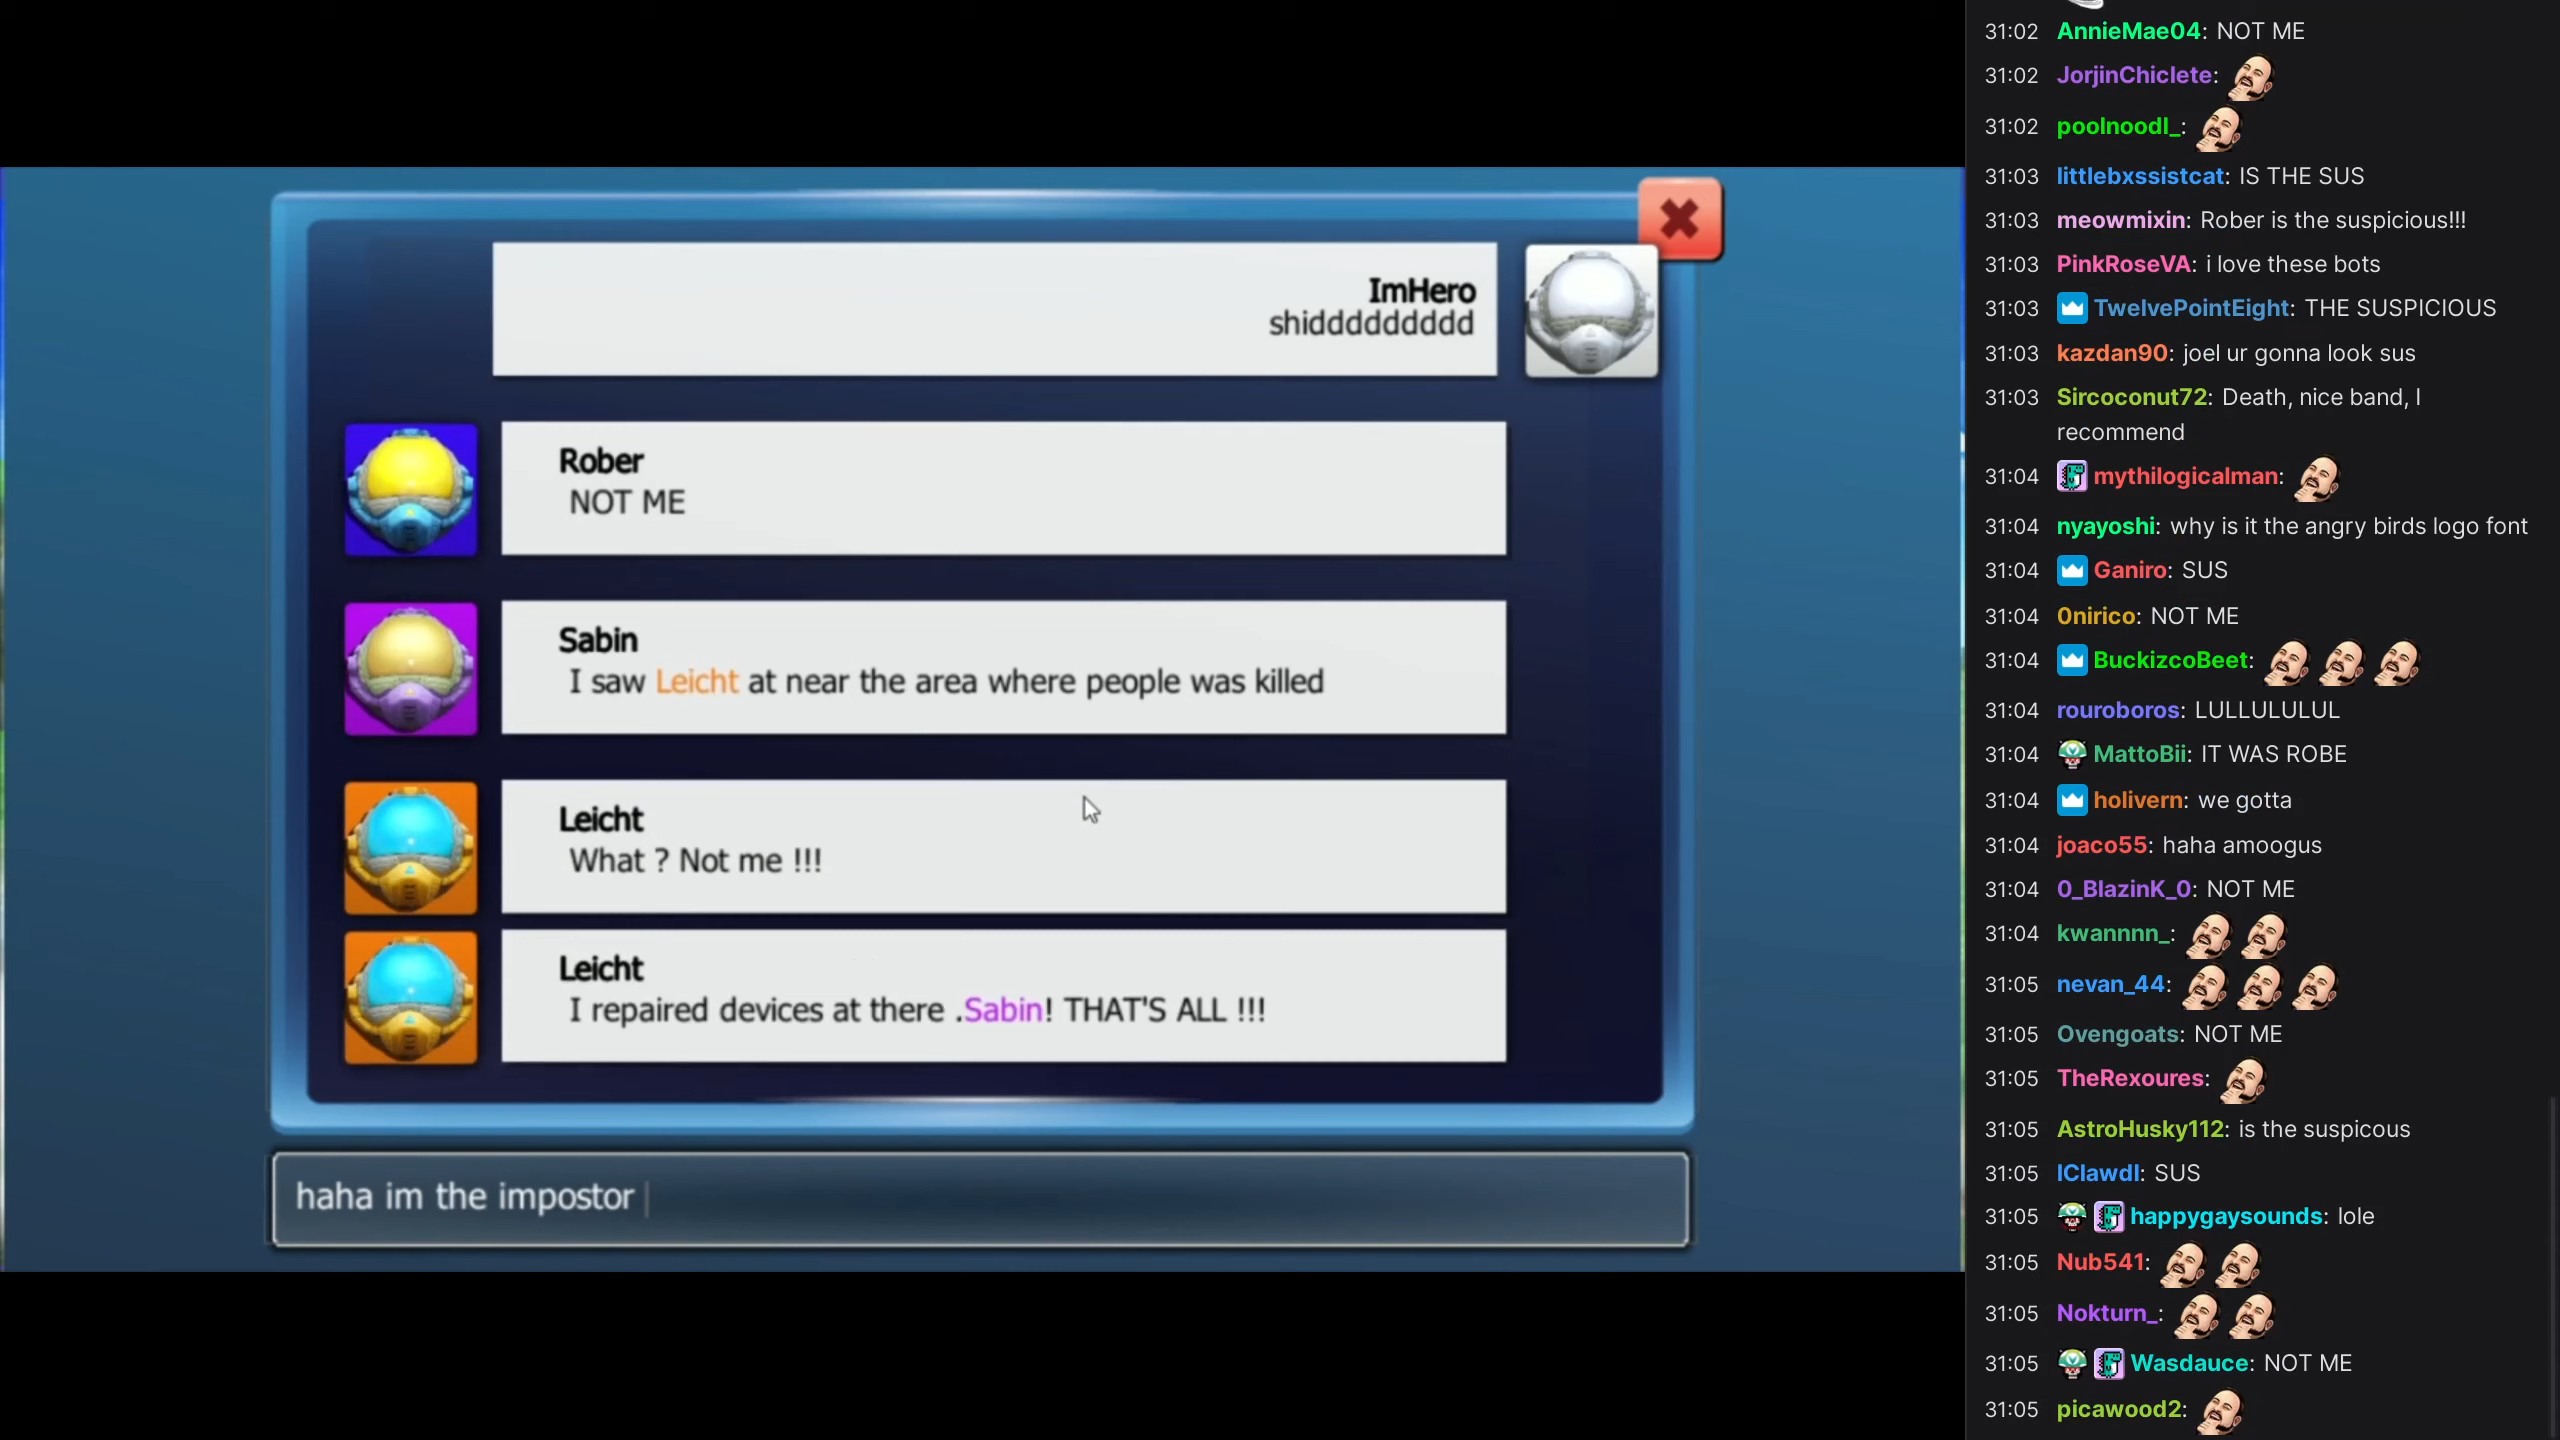 ImHero
shiddddddddd
Rober
NOT ME
Sabin
I saw Leicht at near the area where people was killed
Leicht
What ? Not me !!!
Leicht
I repaired devices at there .Sabin! THAT'S ALL !!!
haha im the impostor
31:02 AnnieMae04: NOT ME
31:02 JorjinChiclete:
31:02 poolnoodl_:
31:03 littlebxssistcat: IS THE SUS
31:03 meowmixin: Rober is the suspicious!!!
31:03 PinkRoseVA: i love these bots
31:03 TwelvePointEight: THE SUSPICIOUS
31:03 kazdan90: joel ur gonna look sus
31:03 Sircoconut72: Death, nice band, I
recommend
31:04 mythilogicalman:
31:04 nyayoshi: why is it the angry birds logo font
31:04 Ganiro: SUS
31:04 0nirico: NOT ME
31:04 BuckizcoBeet:
31:04 rouroboros: LULLULULUL
31:04 MattoBii: IT WAS ROBE
31:04 holivern: we gotta
31:04 joaco55: haha amoogus
31:04 0_BlazinK_0: NOT ME
31:04 kwannnn_:
31:05 nevan_44:
31:05 Ovengoats: NOT ME
31:05 TheRexoures:
31:05 AstroHusky112: is the suspicous
31:05 IClawdI: SUS
31:05 happygaysounds: lole
31:05 Nub541:
31:05 Nokturn_:
31:05 Wasdauce: NOT ME
31:05 picawood2: